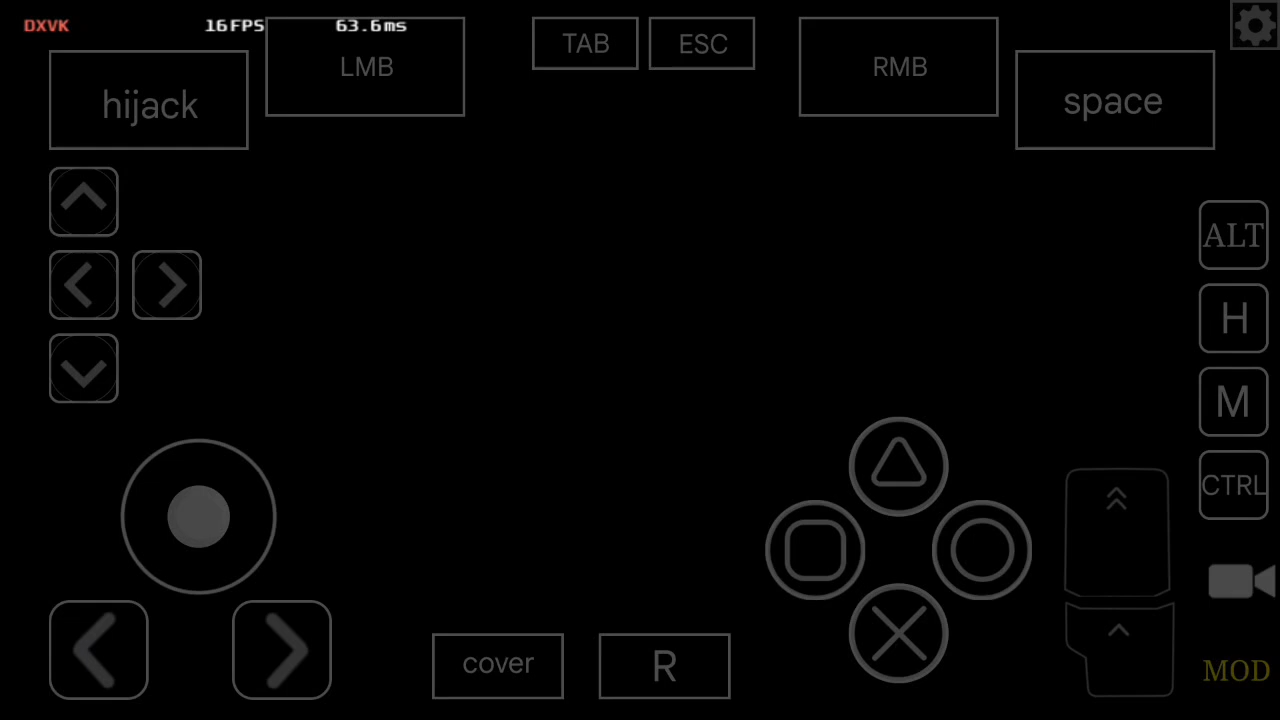 DXVK 16FPS 63.6ms
LMB
TAB
ESC
RMB
hijack
space
ALT
H
M
CTRL
cover
R
MOD